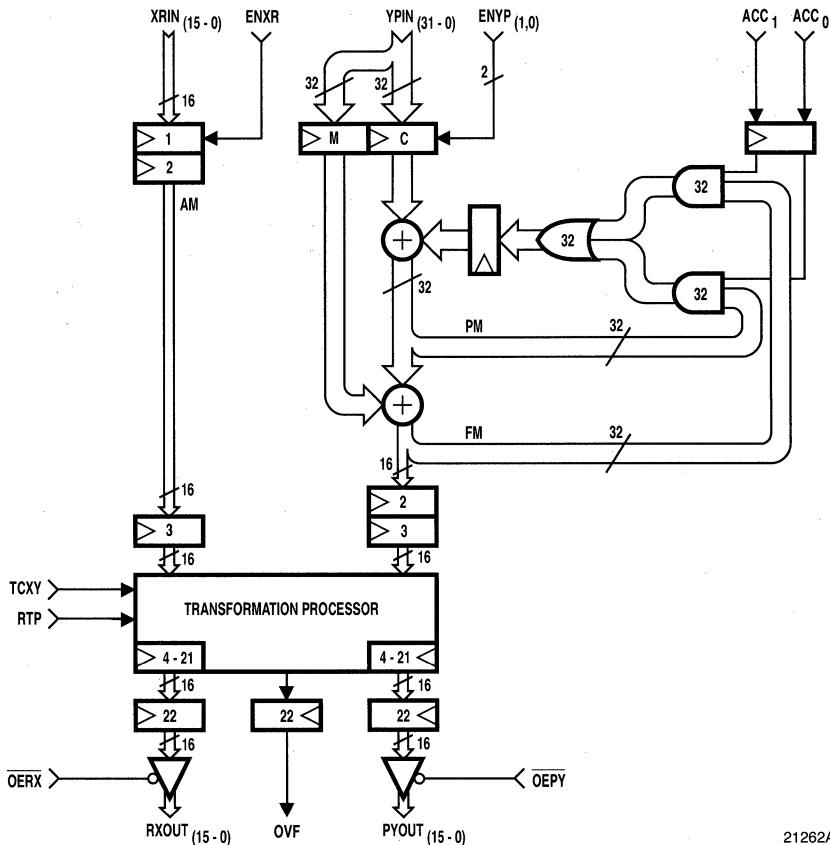 XRIN (15 - 0) ENXR YPIN (31 - 0) ENYP (1,0) ACC 1 ACC 0
2
32 32
16
1 M C
2
AM
32
32
32
32
PM 32
FM 32
16
16
2
3 3
16 16
TCXY
TRANSFORMATION PROCESSOR
RTP
4 - 21 4 - 21
16 16
22 22 22
16 16
OERX OEPY
RXOUT (15 - 0) OVF PYOUT (15 - 0)
21262A